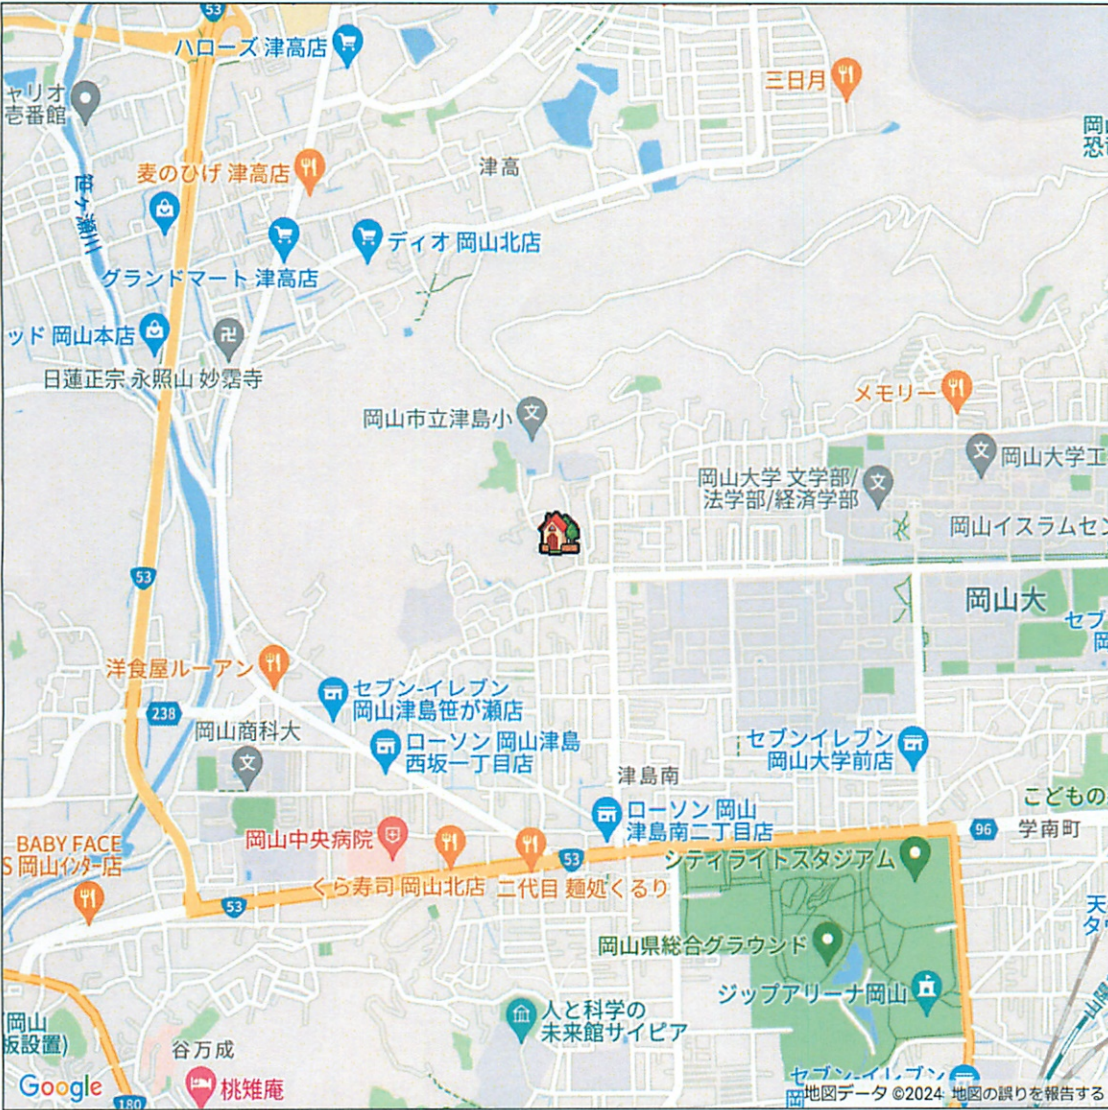 53
ハローズ 津高店
三日月
ャリオ
壱番館
岡山
恐竜
麦のひげ 津高店
津高
笹ヶ瀬川
ディオ 岡山北店
グランドマート 津高店
ッド 岡山本店
日蓮正宗 永照山 妙霑寺
岡山市立津島小
メモリー
岡山大学 文学部/
法学部/経済学部
岡山大学工
岡山イスラムセン
53
岡山大
セブ
岡
洋食屋ルーアン
238
セブン-イレブン
岡山津島笹が瀬店
岡山商科大
ローソン 岡山津島
西坂一丁目店
セブンイレブン
岡山大学前店
津島南
ローソン 岡山
津島南二丁目店
こどもの
96
学南町
BABY FACE
S 岡山インター店
岡山中央病院
53
シティライトスタジアム
くら寿司 岡山北店
二代目 麺処くるり
53
岡山県総合グラウンド
天
タ
ジップアリーナ岡山
人と科学の
未来館サイピア
岡山
板設置)
谷万成
山陽
Google
桃雉庵
180
セブン-イレブン
岡
地図データ ©2024
地図の誤りを報告する